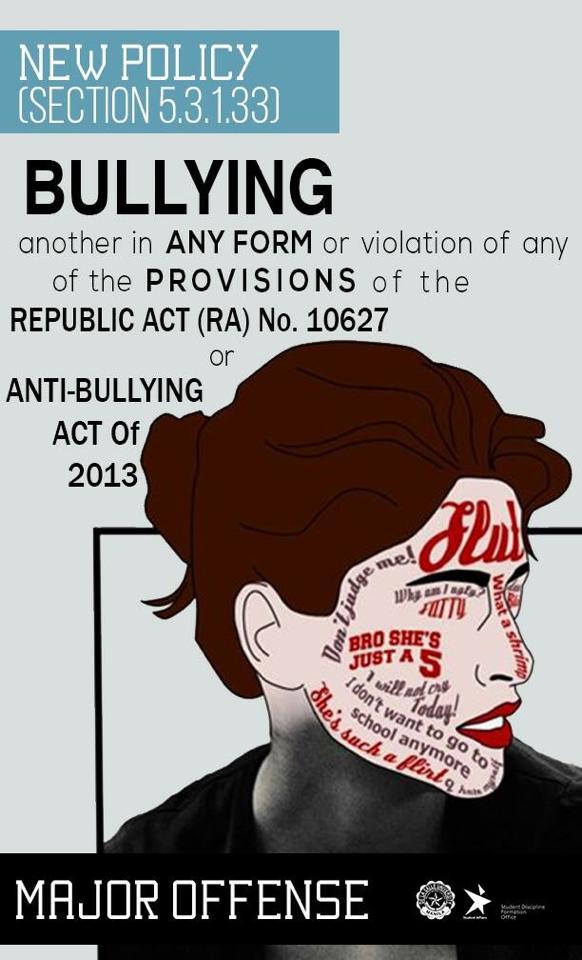 NEW POLICY
(SECTION 5.3.1.33)
BULLYING
another in ANY FORM or violation of any
of the PROVISIONS of the
REPUBLIC ACT (RA) No. 10627
or
ANTI-BULLYING
ACT Of
2013
Slut
Don't judge me!
Why am I ugly?
FATTY
What a shrimp
BRO SHE'S
JUST A 5
I will not cry
Today!
I don't want to go to
school anymore
She's such a flirt
MAJOR OFFENSE
Student Affairs
Student Discipline
Formation
Office